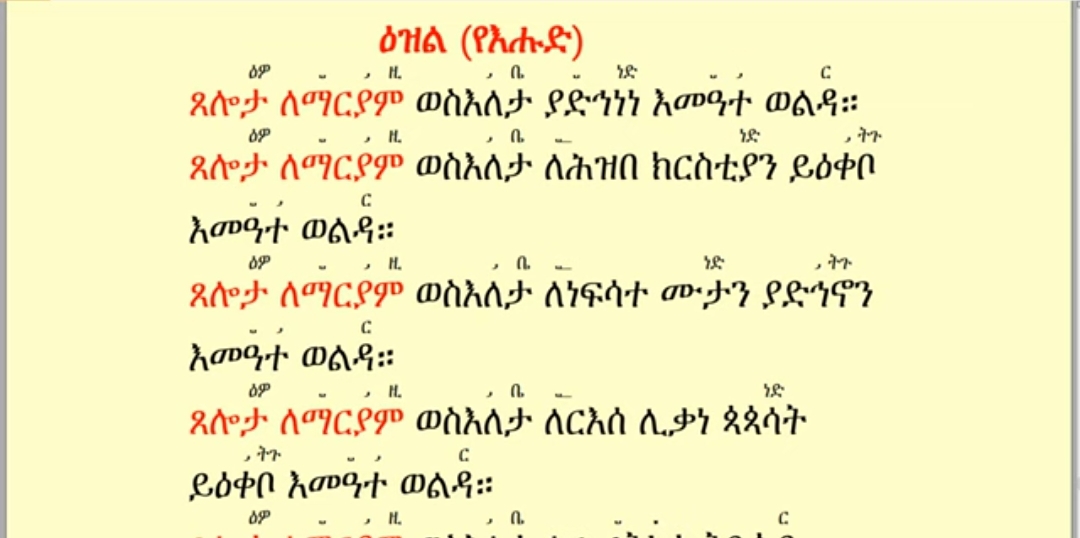 ዕዝል (የእሑድ)
ዕዎ ዚ ቤ ነድ ር
ጸሎታ ለማርያም ወስእለታ ያድኅነነ እመዓተ ወልዳ።
ዕዎ ዚ ቤ ነድ ትጉ
ጸሎታ ለማርያም ወስእለታ ለሕዝበ ክርስቲያን ይዕቀቦ
ር
እመዓተ ወልዳ።
ዕዎ ዚ ቤ ነድ ትጉ
ጸሎታ ለማርያም ወስእለታ ለነፍሳተ ሙታን ያድኅኖን
ር
እመዓተ ወልዳ።
ዕዎ ዚ ቤ ነድ
ጸሎታ ለማርያም ወስእለታ ለርእሰ ሊቃነ ጳጳሳት
ትጉ ር
ይዕቀቦ እመዓተ ወልዳ።
ዕዎ ዚ ቤ ር